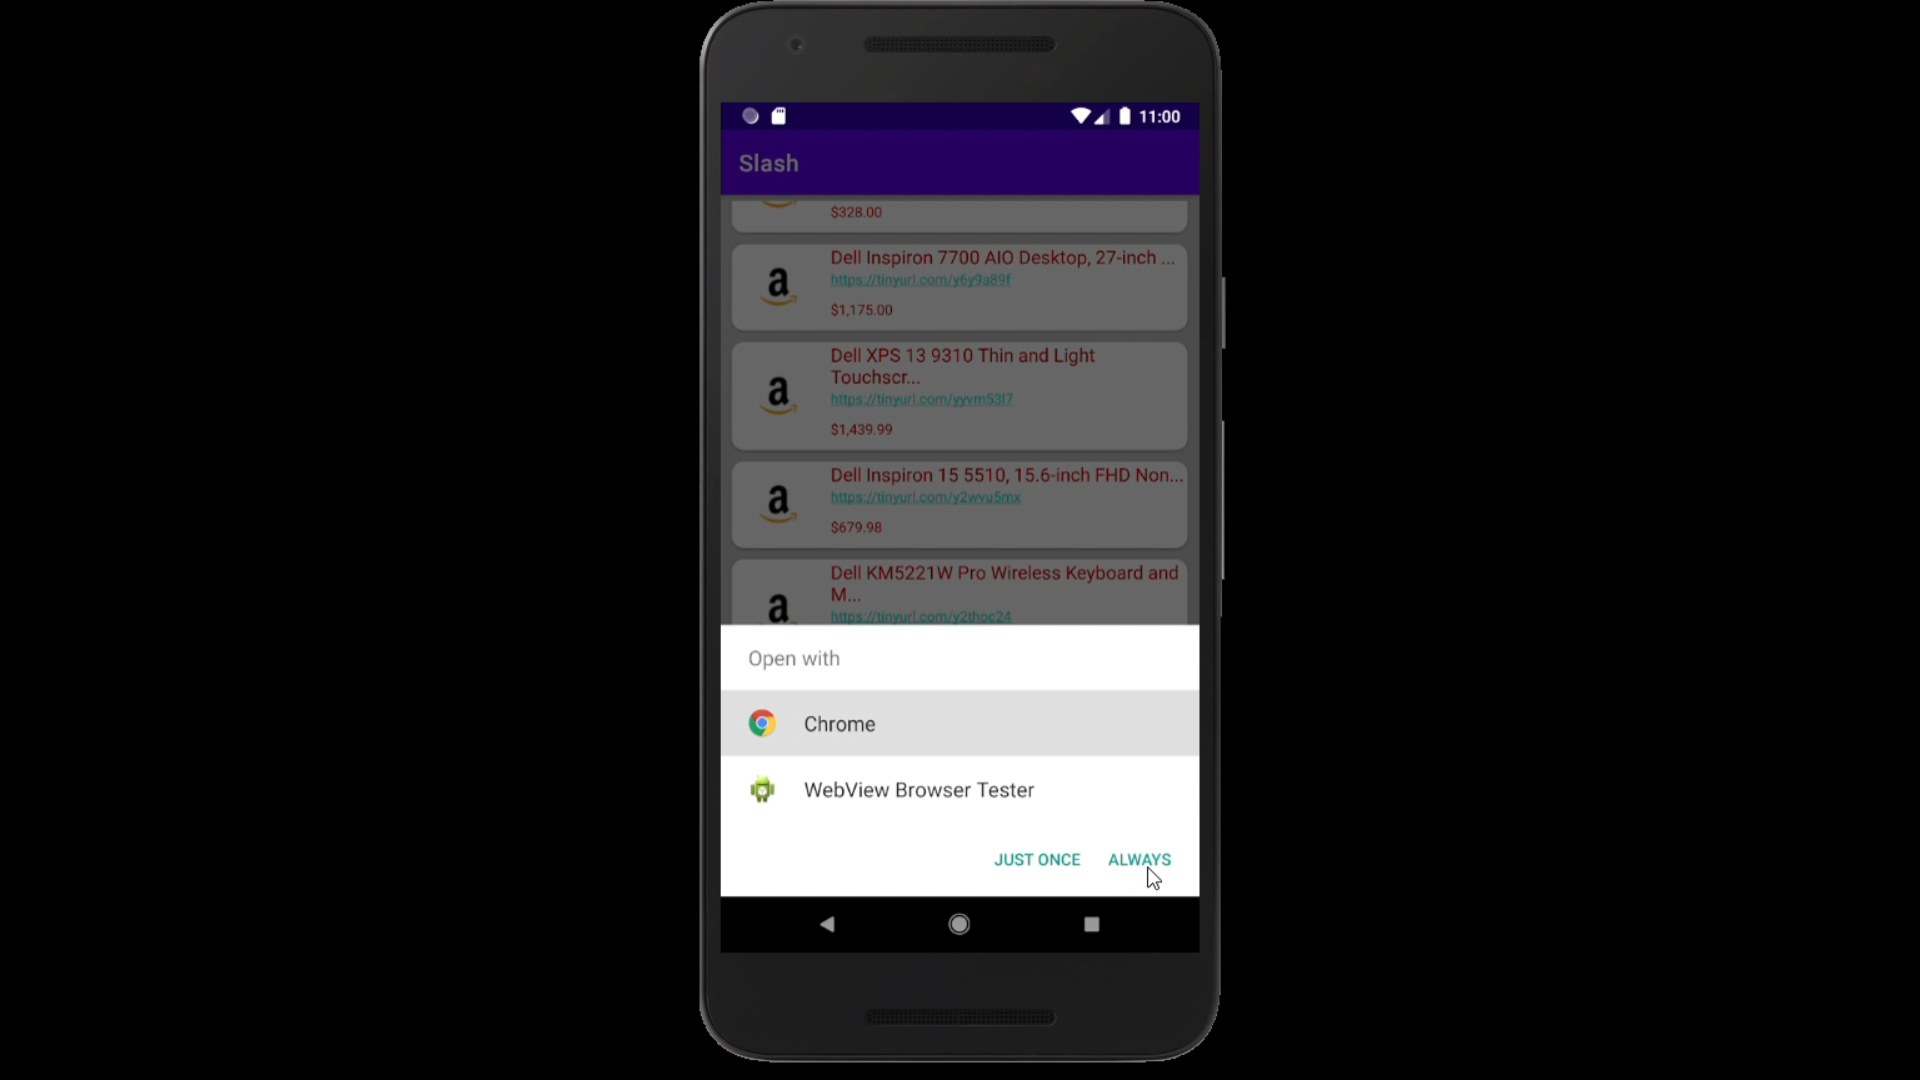 11:00
Slash
$328.00
Dell Inspiron 7700 AIO Desktop, 27-inch ...
https://tinyurl.com/y6y9a89f
$1,175.00
Dell XPS 13 9310 Thin and Light
Touchscr...
https://tinyurl.com/yyvm53l7
$1,439.99
Dell Inspiron 15 5510, 15.6-inch FHD Non...
https://tinyurl.com/y2wvu5mx
$679.98
Dell KM5221W Pro Wireless Keyboard and
M...
https://tinyurl.com/y2thoc24
Open with
Chrome
WebView Browser Tester
JUST ONCE ALWAYS